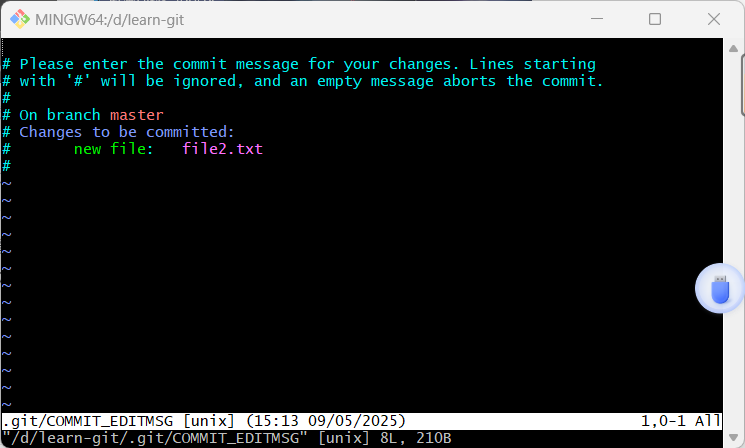 MINGW64:/d/learn-git
# Please enter the commit message for your changes. Lines starting
# with '#' will be ignored, and an empty message aborts the commit.
#
# On branch master
# Changes to be committed:
#       new file:   file2.txt
#
~
~
~
~
~
~
~
~
~
~
~
~
~
~
.git/COMMIT_EDITMSG [unix] (15:13 09/05/2025) 1,0-1 All
"/d/learn-git/.git/COMMIT_EDITMSG" [unix] 8L, 210B